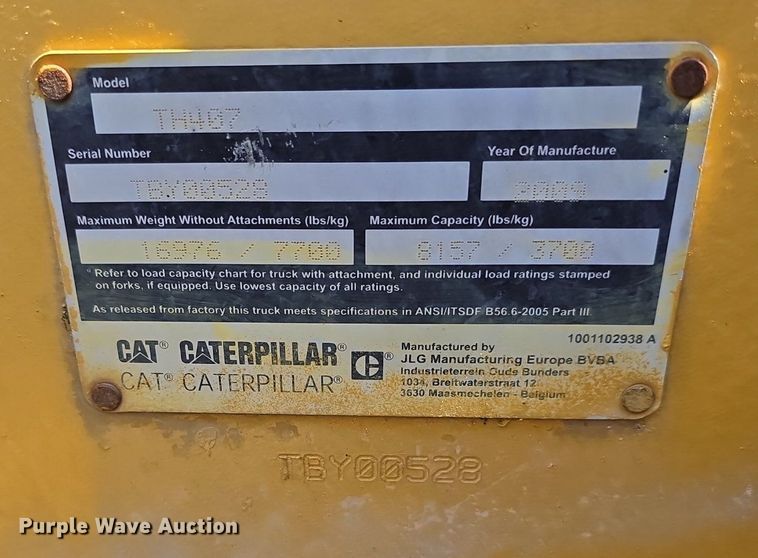 Model
TH407
Serial Number
Year Of Manufacture
TBY00528
2009
Maximum Weight Without Attachments (lbs/kg)
Maximum Capacity (lbs/kg)
16976 / 7700
8157 / 3700
* Refer to load capacity chart for truck with attachment, and individual load ratings stamped
on forks, if equipped. Use lowest capacity of all ratings.
As released from factory this truck meets specifications in ANSI/ITSDF B56.6-2005 Part III.
1001102938 A
CAT® CATERPILLAR®
CAT® CATERPILLAR®
C
Manufactured by
JLG Manufacturing Europe BVBA
Industrieterrein Oude Bunders
1034, Breitwaterstraat 12
3630 Maasmechelen - Belgium
TBY00528
Purple Wave Auction